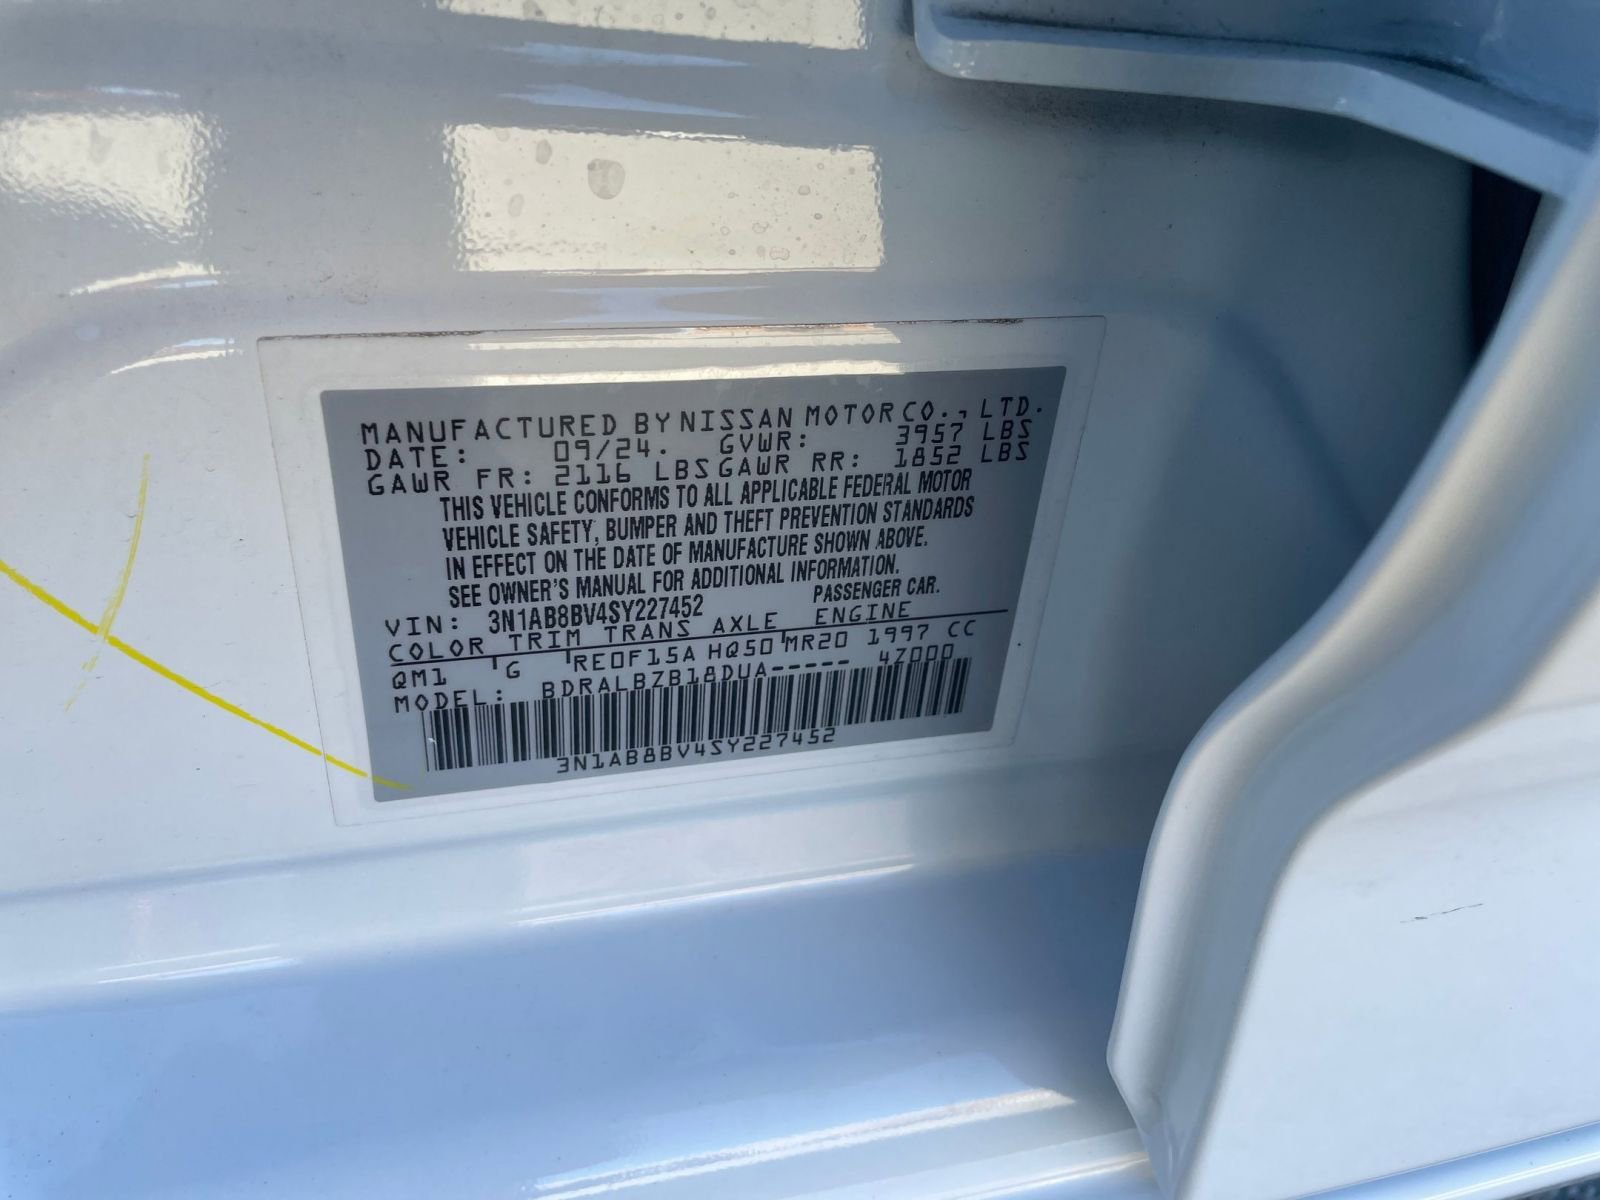 MANUFACTURED BY NISSAN MOTOR CO., LTD.
DATE: 09/24. GVWR: 3957 LBS
GAWR FR: 2116 LBS GAWR RR: 1852 LBS
THIS VEHICLE CONFORMS TO ALL APPLICABLE FEDERAL MOTOR
VEHICLE SAFETY, BUMPER AND THEFT PREVENTION STANDARDS
IN EFFECT ON THE DATE OF MANUFACTURE SHOWN ABOVE.
SEE OWNER'S MANUAL FOR ADDITIONAL INFORMATION.
VIN: 3N1AB8BV4SY227452 PASSENGER CAR.
COLOR TRIM TRANS AXLE ENGINE
QM1 G RE0F15A HQ50 MR20 1997 CC
MODEL: BDRALBZB18DUA----- 4Z000
3N1AB8BV4SY227452